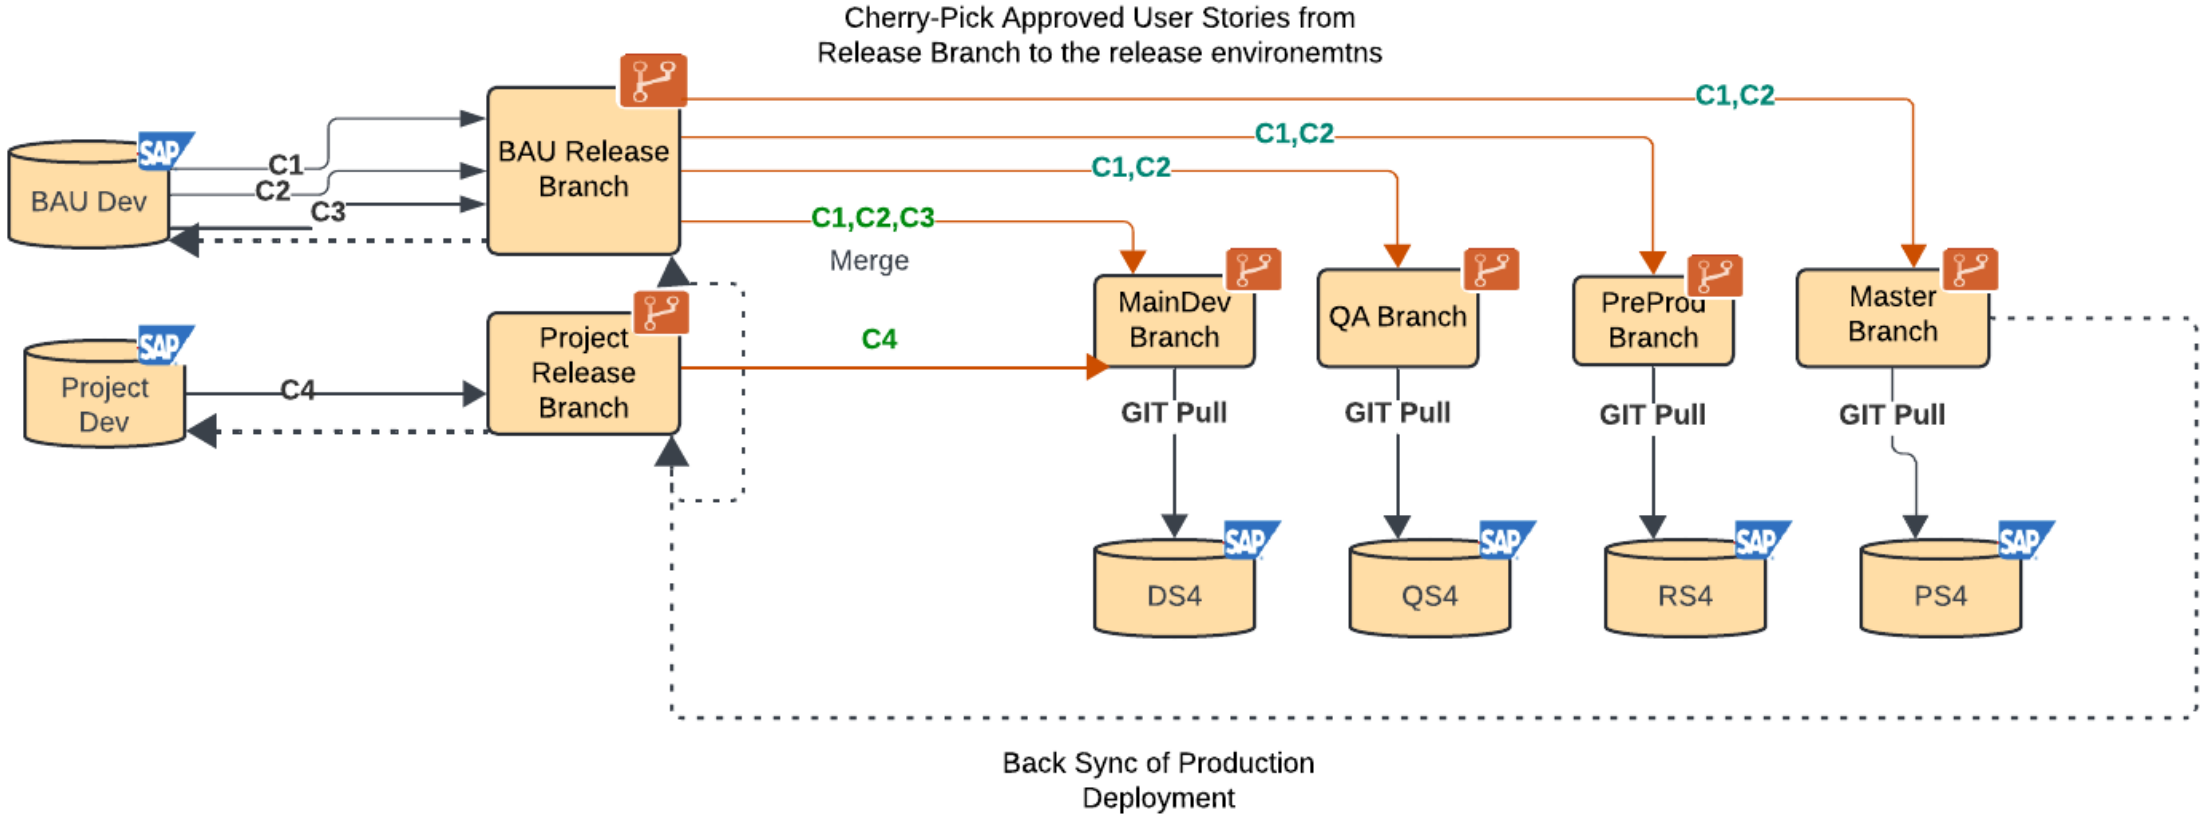 Cherry-Pick Approved User Stories from
Release Branch to the release environemtns
C1,C2
C1,C2
C1,C2
C1,C2,C3
Merge
SAP
BAU Dev
C1
C2
C3
BAU Release
Branch
SAP
Project
Dev
C4
Project
Release
Branch
C4
MainDev
Branch
QA Branch
PreProd
Branch
Master
Branch
GIT Pull
GIT Pull
GIT Pull
GIT Pull
SAP
DS4
SAP
QS4
SAP
RS4
SAP
PS4
Back Sync of Production
Deployment